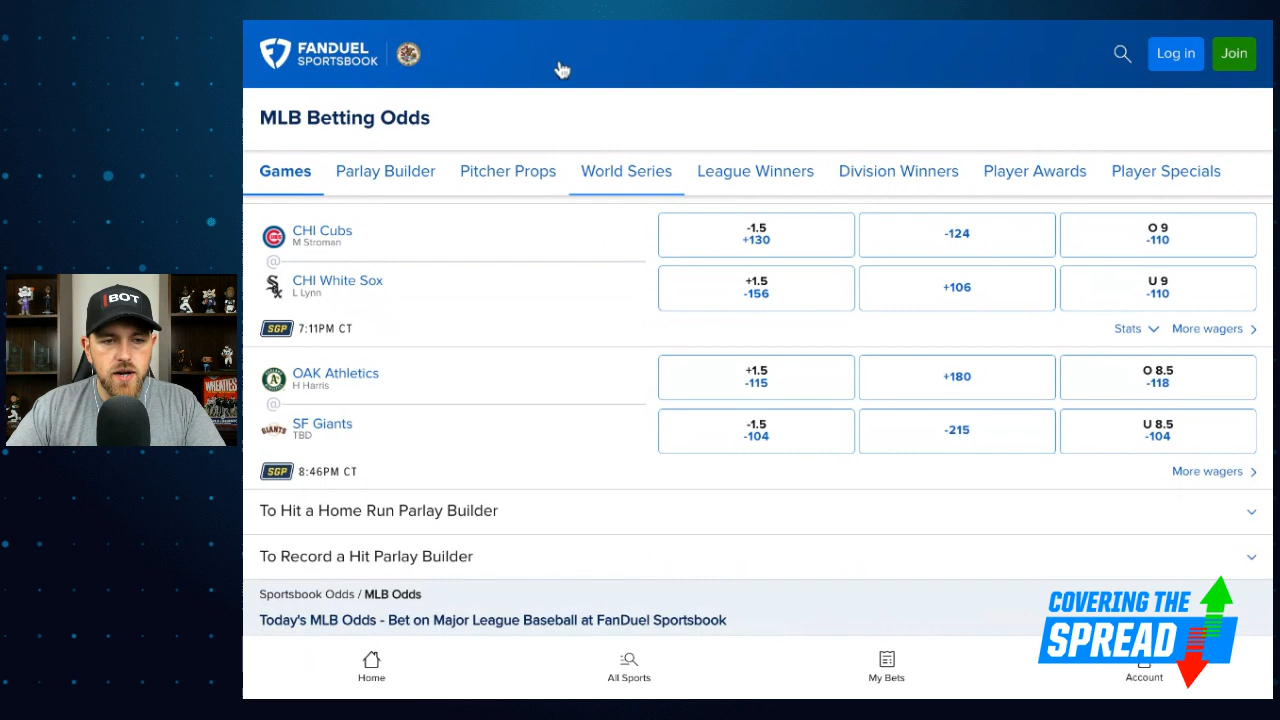 FANDUEL
SPORTSBOOK
Log in
Join
MLB Betting Odds
Games
Parlay Builder
Pitcher Props
World Series
League Winners
Division Winners
Player Awards
Player Specials
CHI Cubs
M Stroman
-1.5
+130
-124
O 9
-110
@
CHI White Sox
L Lynn
+1.5
-156
+106
U 9
-110
SGP 7:11PM CT
Stats
More wagers
OAK Athletics
H Harris
+1.5
-115
+180
O 8.5
-118
@
GIANTS
SF Giants
TBD
-1.5
-104
-215
U 8.5
-104
SGP 8:46PM CT
More wagers
To Hit a Home Run Parlay Builder
To Record a Hit Parlay Builder
Sportsbook Odds / MLB Odds
Today's MLB Odds - Bet on Major League Baseball at FanDuel Sportsbook
Home
All Sports
My Bets
Account
COVERING THE
SPREAD
BOT
WHEATIES